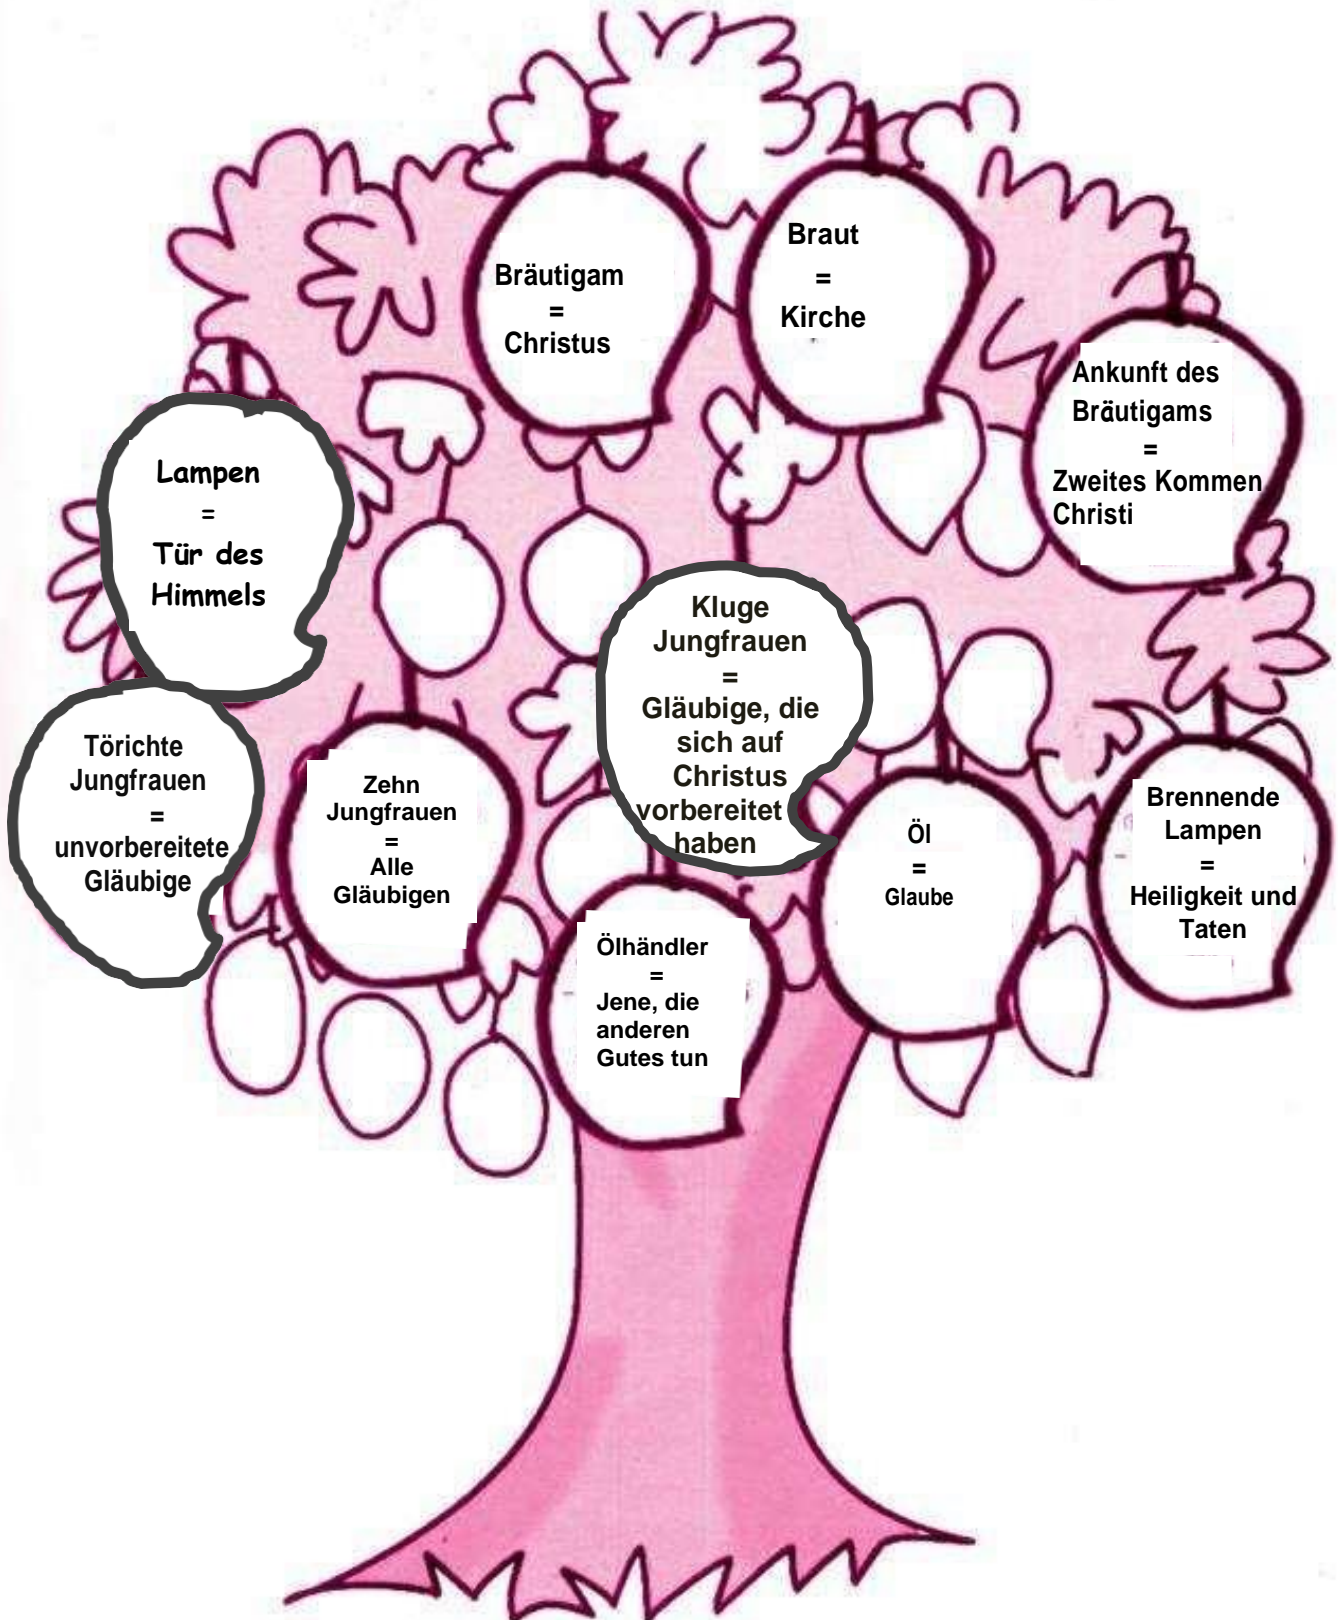 Bräutigam
=
Christus
Braut
=
Kirche
Ankunft des
Bräutigams
=
Zweites Kommen
Christi
Lampen
=
Tür des
Himmels
Kluge
Jungfrauen
=
Gläubige, die
sich auf
Christus
vorbereitet
haben
Törichte
Jungfrauen
=
unvorbereitete
Gläubige
Zehn
Jungfrauen
=
Alle
Gläubigen
Öl
=
Glaube
Brennende
Lampen
=
Heiligkeit und
Taten
Ölhändler
=
Jene, die
anderen
Gutes tun